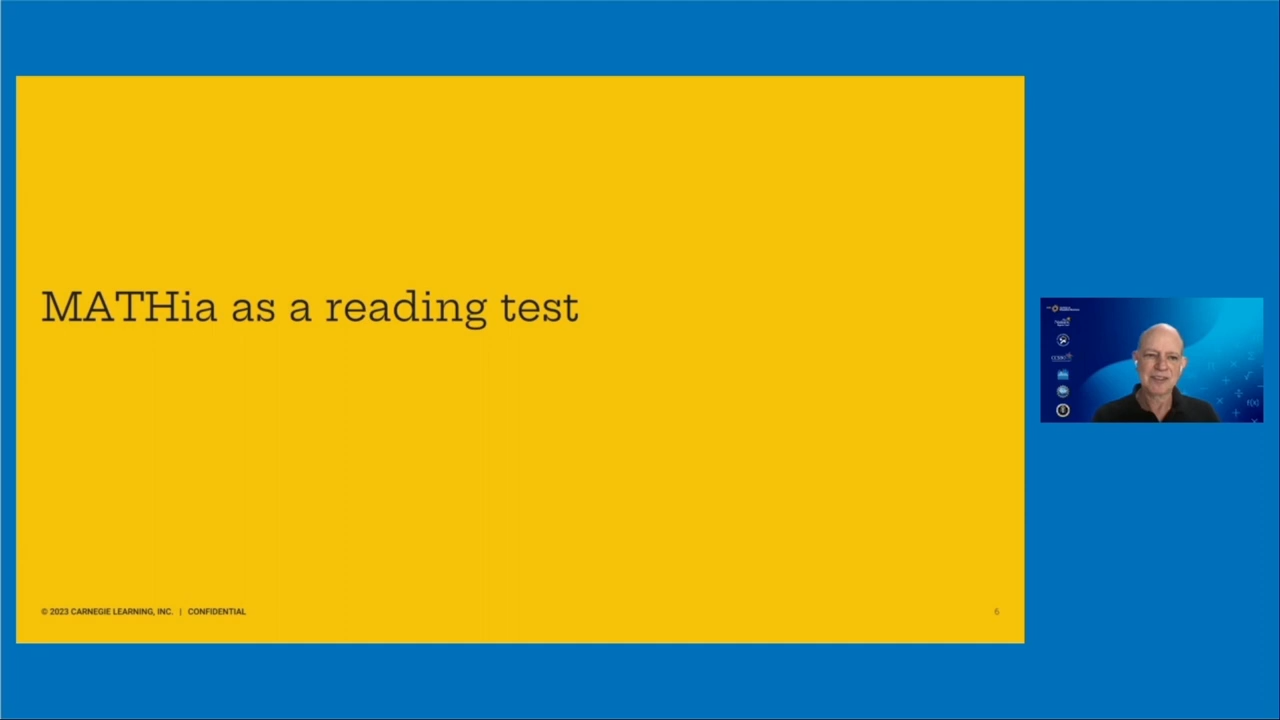 MATHia as a reading test
© 2023 CARNEGIE LEARNING, INC. | CONFIDENTIAL
6
f(x)